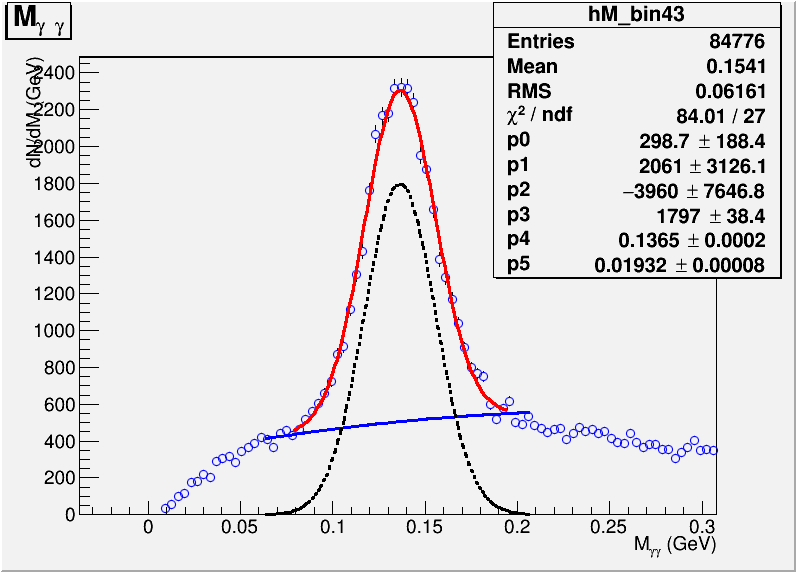 M γ γ
hM_bin43
Entries 84776
Mean 0.1541
RMS 0.06161
χ² / ndf 84.01 / 27
p0 298.7 ± 188.4
p1 2061 ± 3126.1
p2 −3960 ± 7646.8
p3 1797 ± 38.4
p4 0.1365 ± 0.0002
p5 0.01932 ± 0.00008
dN/dM (GeV)
2400
2200
2000
1800
1600
1400
1200
1000
800
600
400
200
0
0 0.05 0.1 0.15 0.2 0.25 0.3
Mγγ (GeV)